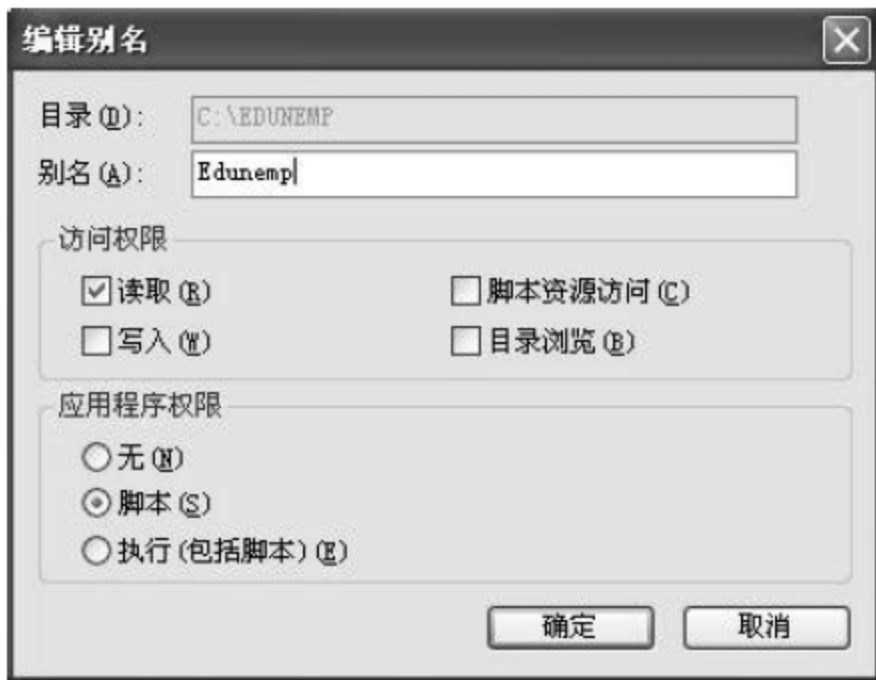 编辑别名
目录(D): C:\EDUNEMP
别名(A): Edunemp
访问权限
读取(R) 脚本资源访问(C)
写入(W) 目录浏览(B)
应用程序权限
无(N)
脚本(S)
执行(包括脚本)(E)
确定 取消